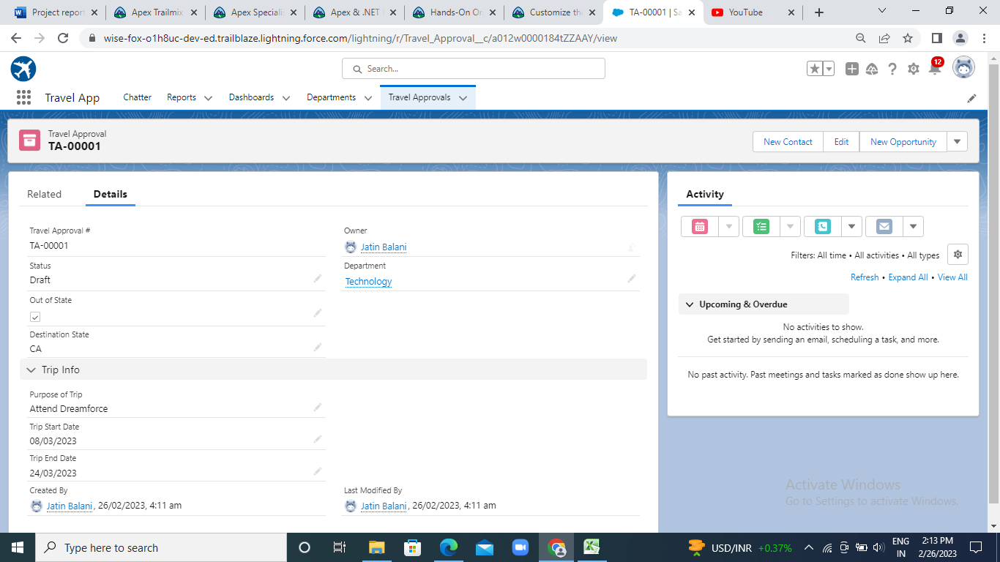 Project report
Apex Trailmix
Apex Speciali
Apex & .NET
Hands-On Or
Customize th
TA-00001 | Sa
YouTube
wise-fox-o1h8uc-dev-ed.trailblaze.lightning.force.com/lightning/r/Travel_Approval__c/a012w0000184tZZAAY/view
Search...
12
Travel App
Chatter
Reports
Dashboards
Departments
Travel Approvals
Travel Approval
TA-00001
New Contact
Edit
New Opportunity
Related
Details
Travel Approval #
TA-00001
Owner
Jatin Balani
Status
Draft
Department
Technology
Out of State
Destination State
CA
Trip Info
Purpose of Trip
Attend Dreamforce
Trip Start Date
08/03/2023
Trip End Date
24/03/2023
Created By
Jatin Balani, 26/02/2023, 4:11 am
Last Modified By
Jatin Balani, 26/02/2023, 4:11 am
Activity
Filters: All time • All activities • All types
Refresh • Expand All • View All
Upcoming & Overdue
No activities to show.
Get started by sending an email, scheduling a task, and more.
No past activity. Past meetings and tasks marked as done show up here.
Activate Windows
Go to Settings to activate Windows.
Type here to search
USD/INR +0.37%
ENG
IN
2:13 PM
2/26/2023